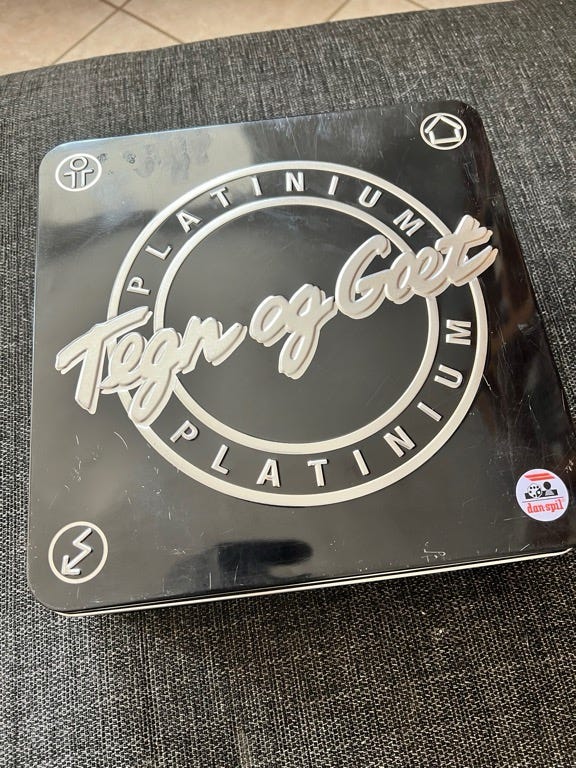 PLATINIUM
Tegn og Gæt
PLATINIUM
dan-spil